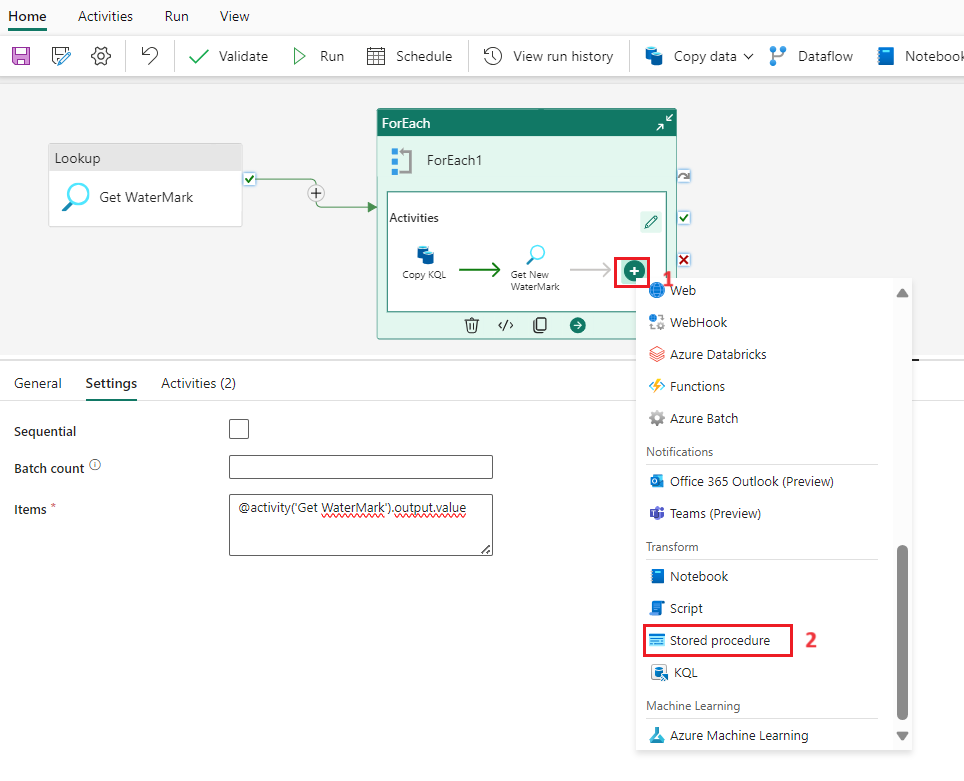 Home Activities Run View
Validate Run Schedule View run history Copy data Dataflow Notebook
ForEach
Lookup
ForEach1
Get WaterMark
Activities
Copy KQL
Get New
WaterMark
1
Web
WebHook
Azure Databricks
General Settings Activities (2)
Functions
Azure Batch
Sequential
Notifications
Batch count
Office 365 Outlook (Preview)
Items *
@activity('Get WaterMark').output.value
Teams (Preview)
Transform
Notebook
Script
Stored procedure 2
KQL
Machine Learning
Azure Machine Learning